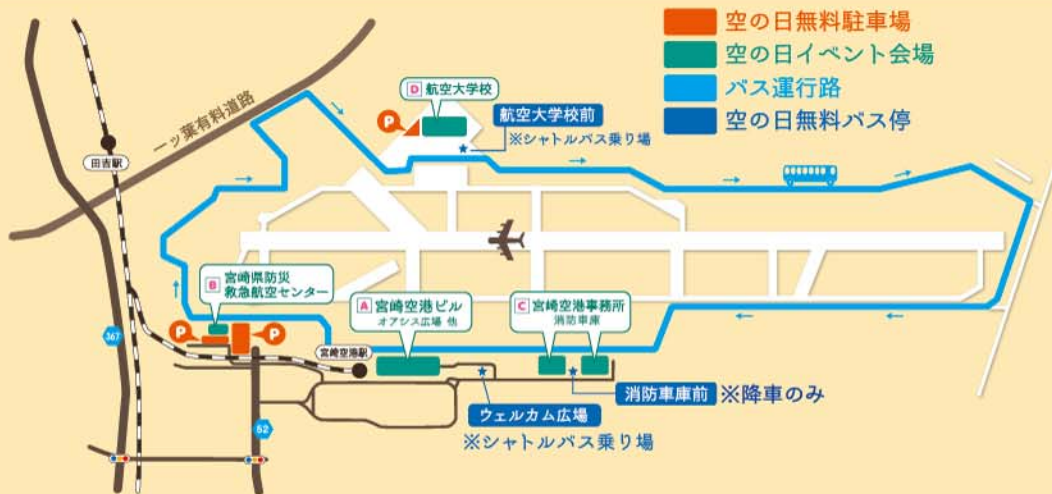 空の日無料駐車場
空の日イベント会場
バス運行路
空の日無料バス停
一ッ葉有料道路
田吉駅
D 航空大学校
P
航空大学校前
※シャトルバス乗り場
B 宮崎県防災
救急航空センター
A 宮崎空港ビル
オアシス広場 他
C 宮崎空港事務所
消防車庫
P
P
宮崎空港駅
367
消防車庫前 ※降車のみ
ウェルカム広場
※シャトルバス乗り場
52